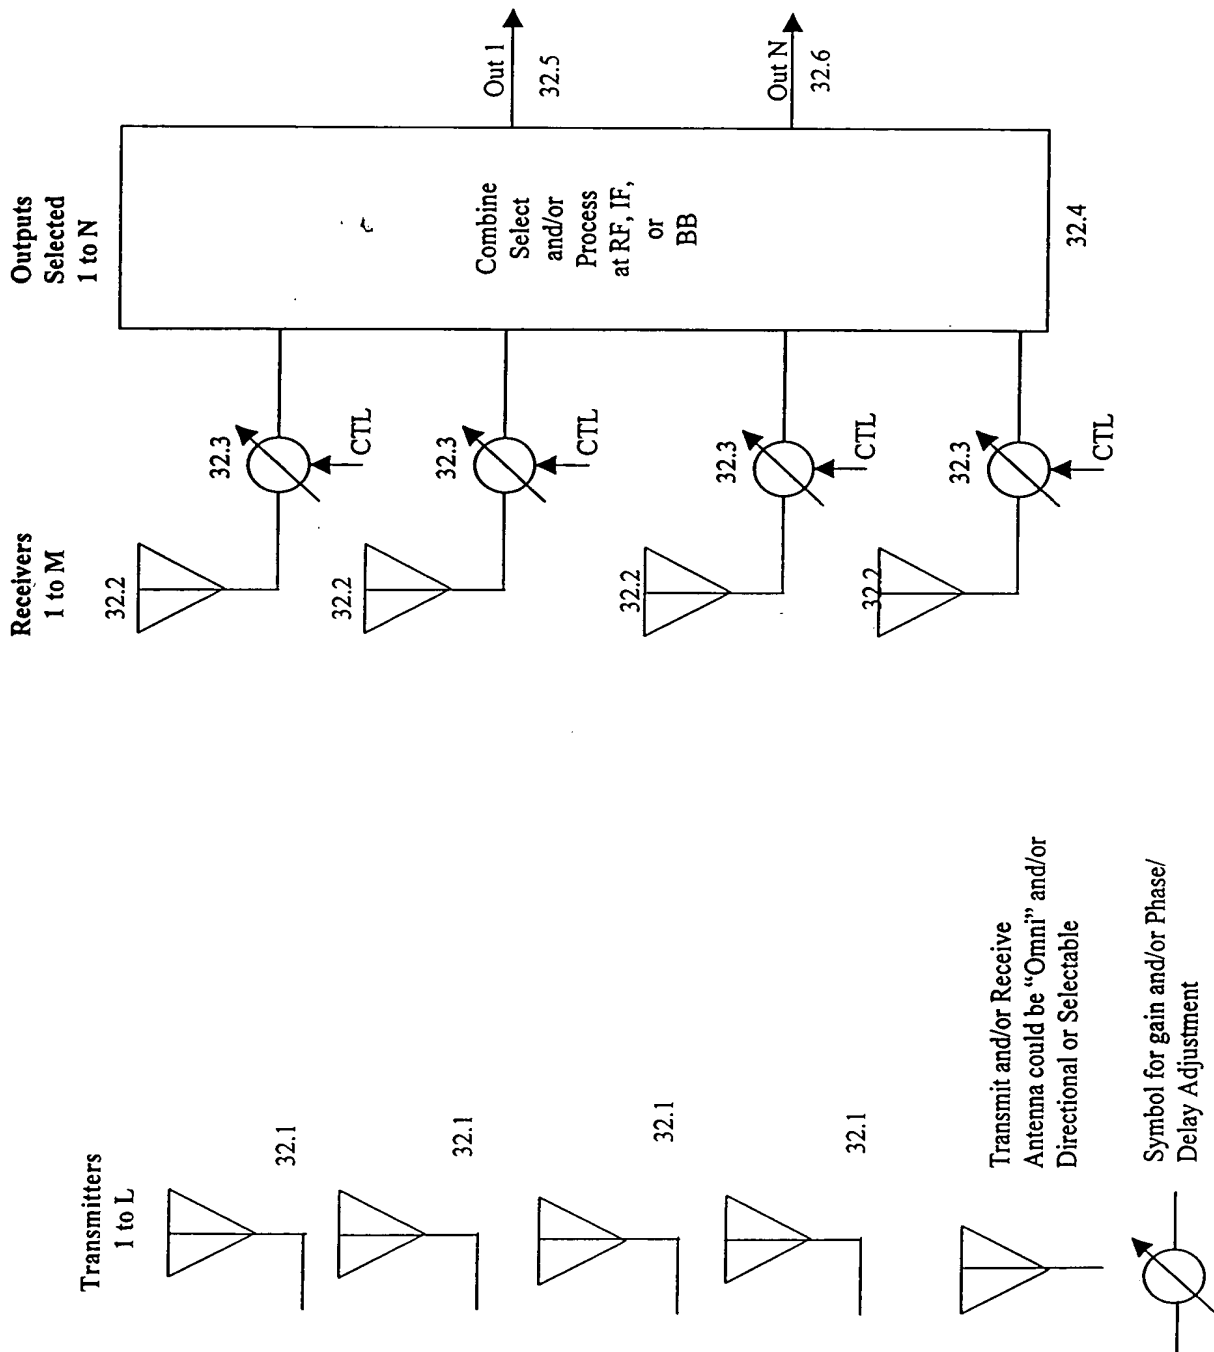 Transmitters
1 to L
32.1
32.1
32.1
32.1
Receivers
1 to M
32.2
32.2
32.2
32.2
32.3
CTL
32.3
CTL
32.3
CTL
32.3
CTL
Outputs
Selected
1 to N
Combine
Select
and/or
Process
at RF, IF,
or
BB
32.4
Out 1
32.5
Out N
32.6
Transmit and/or Receive
Antenna could be “Omni” and/or
Directional or Selectable
Symbol for gain and/or Phase/
Delay Adjustment